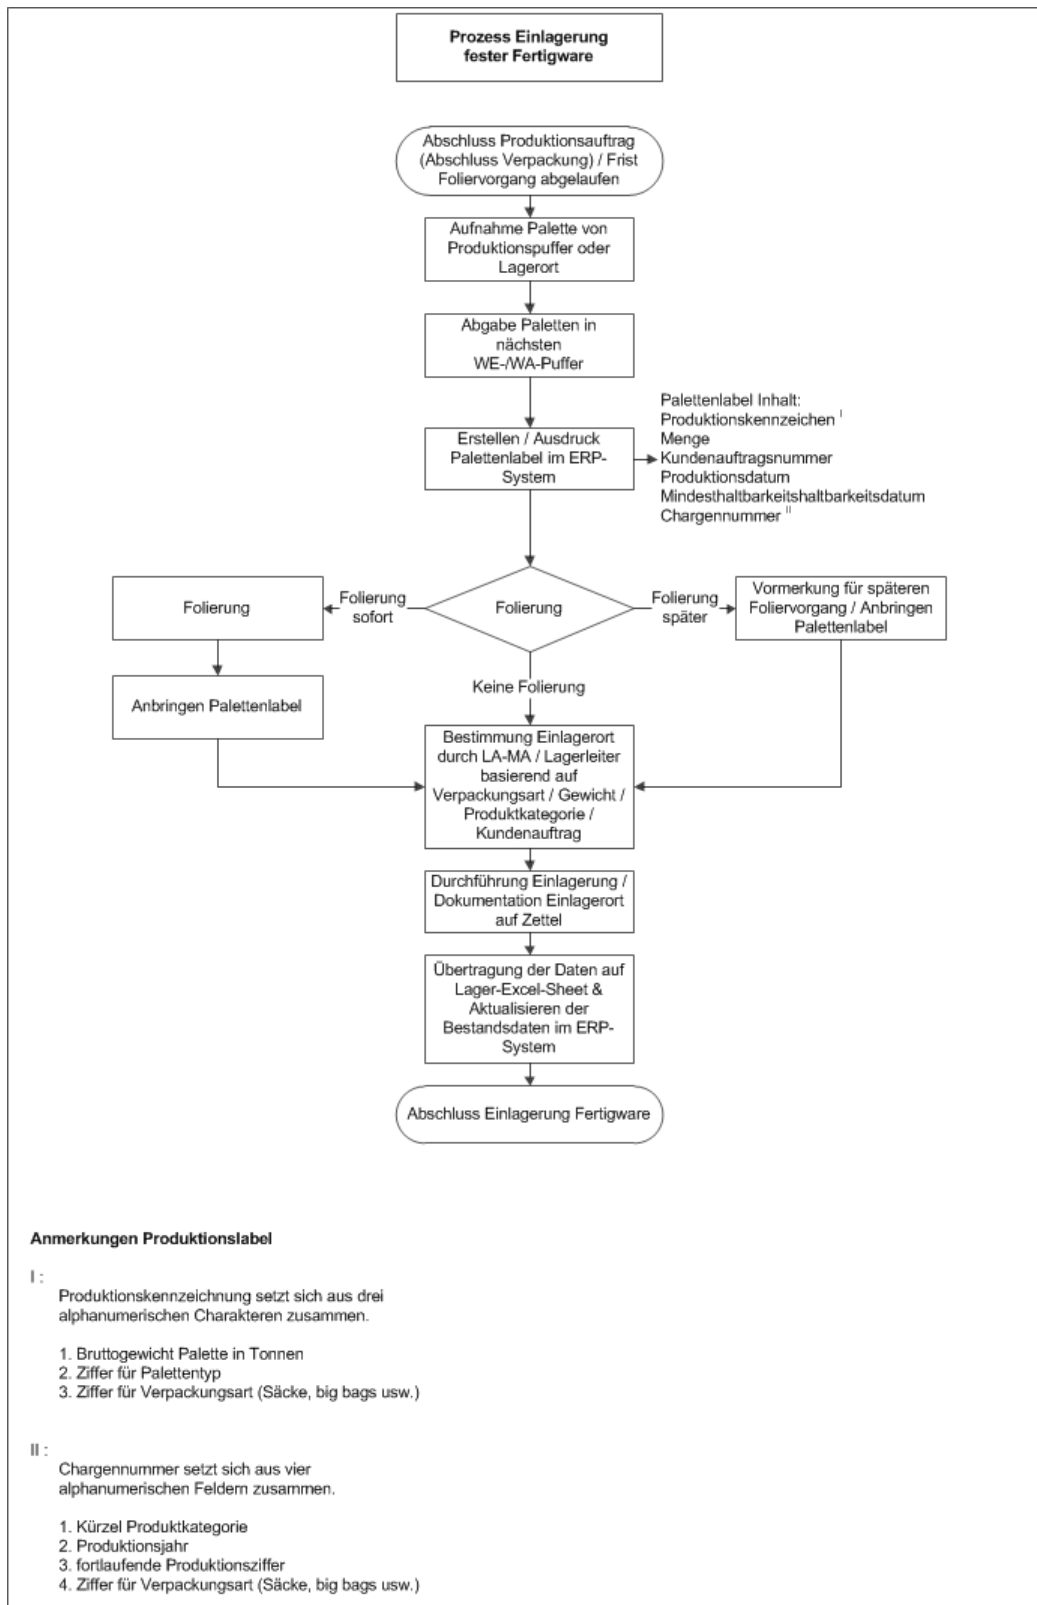 Prozess Einlagerung
fester Fertigware
Abschluss Produktionsauftrag
(Abschluss Verpackung) / Frist
Foliervorgang abgelaufen
Aufnahme Palette von
Produktionspuffer oder
Lagerort
Abgabe Paletten in
nächsten
WE-/WA-Puffer
Erstellen / Ausdruck
Palettenlabel im ERP-
System
Palettenlabel Inhalt:
Produktionskennzeichen I
Menge
Kundenauftragsnummer
Produktionsdatum
Mindesthaltbarkeitshaltbarkeitsdatum
Chargennummer II
Folierung
Folierung
sofort
Folierung
Folierung
später
Vormerkung für späteren
Foliervorgang / Anbringen
Palettenlabel
Anbringen Palettenlabel
Keine Folierung
Bestimmung Einlagerort
durch LA-MA / Lagerleiter
basierend auf
Verpackungsart / Gewicht /
Produktkategorie /
Kundenauftrag
Durchführung Einlagerung /
Dokumentation Einlagerort
auf Zettel
Übertragung der Daten auf
Lager-Excel-Sheet &
Aktualisieren der
Bestandsdaten im ERP-
System
Abschluss Einlagerung Fertigware
Anmerkungen Produktionslabel
I :
Produktionskennzeichnung setzt sich aus drei
alphanumerischen Charakteren zusammen.
1. Bruttogewicht Palette in Tonnen
2. Ziffer für Palettentyp
3. Ziffer für Verpackungsart (Säcke, big bags usw.)
II :
Chargennummer setzt sich aus vier
alphanumerischen Feldern zusammen.
1. Kürzel Produktkategorie
2. Produktionsjahr
3. fortlaufende Produktionsziffer
4. Ziffer für Verpackungsart (Säcke, big bags usw.)